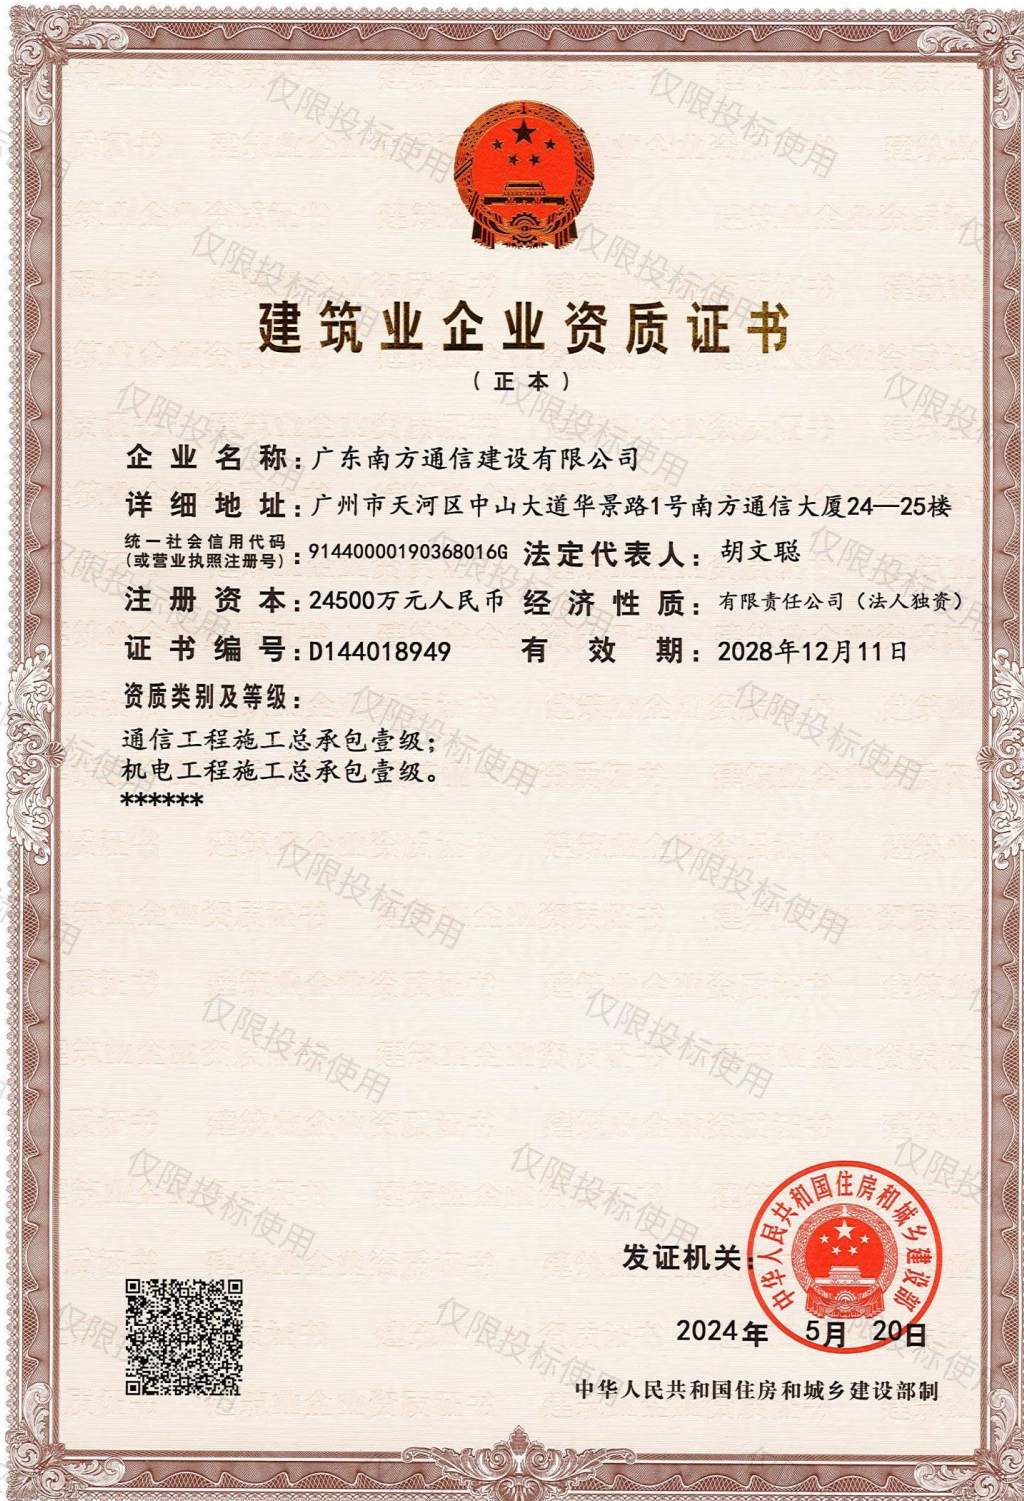 建筑业企业资质证书
（正本）
企业名称：广东南方通信建设有限公司
详细地址：广州市天河区中山大道华景路1号南方通信大厦24—25楼
统一社会信用代码
（或营业执照注册号）：91440000190368016G 法定代表人：胡文聪
注册资本：24500万元人民币 经济性质：有限责任公司（法人独资）
证书编号：D144018949 有效期：2028年12月11日
资质类别及等级：
通信工程施工总承包壹级；
机电工程施工总承包壹级。
******
发证机关：
中华人民共和国住房和城乡建设部
2024年 5月 20日
中华人民共和国住房和城乡建设部制
仅限投标使用